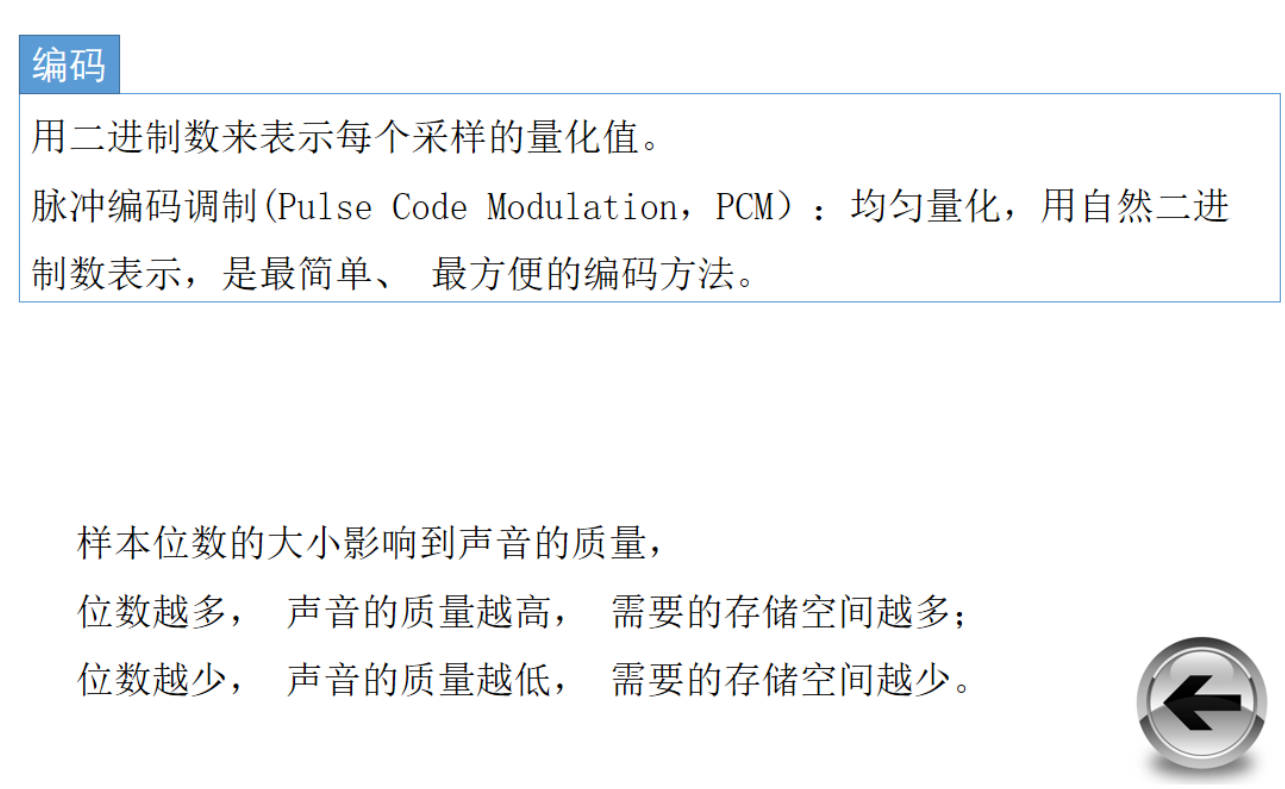 编码
用二进制数来表示每个采样的量化值。
脉冲编码调制(Pulse Code Modulation，PCM）：均匀量化，用自然二进
制数表示，是最简单、 最方便的编码方法。
样本位数的大小影响到声音的质量，
位数越多， 声音的质量越高， 需要的存储空间越多；
位数越少， 声音的质量越低， 需要的存储空间越少。